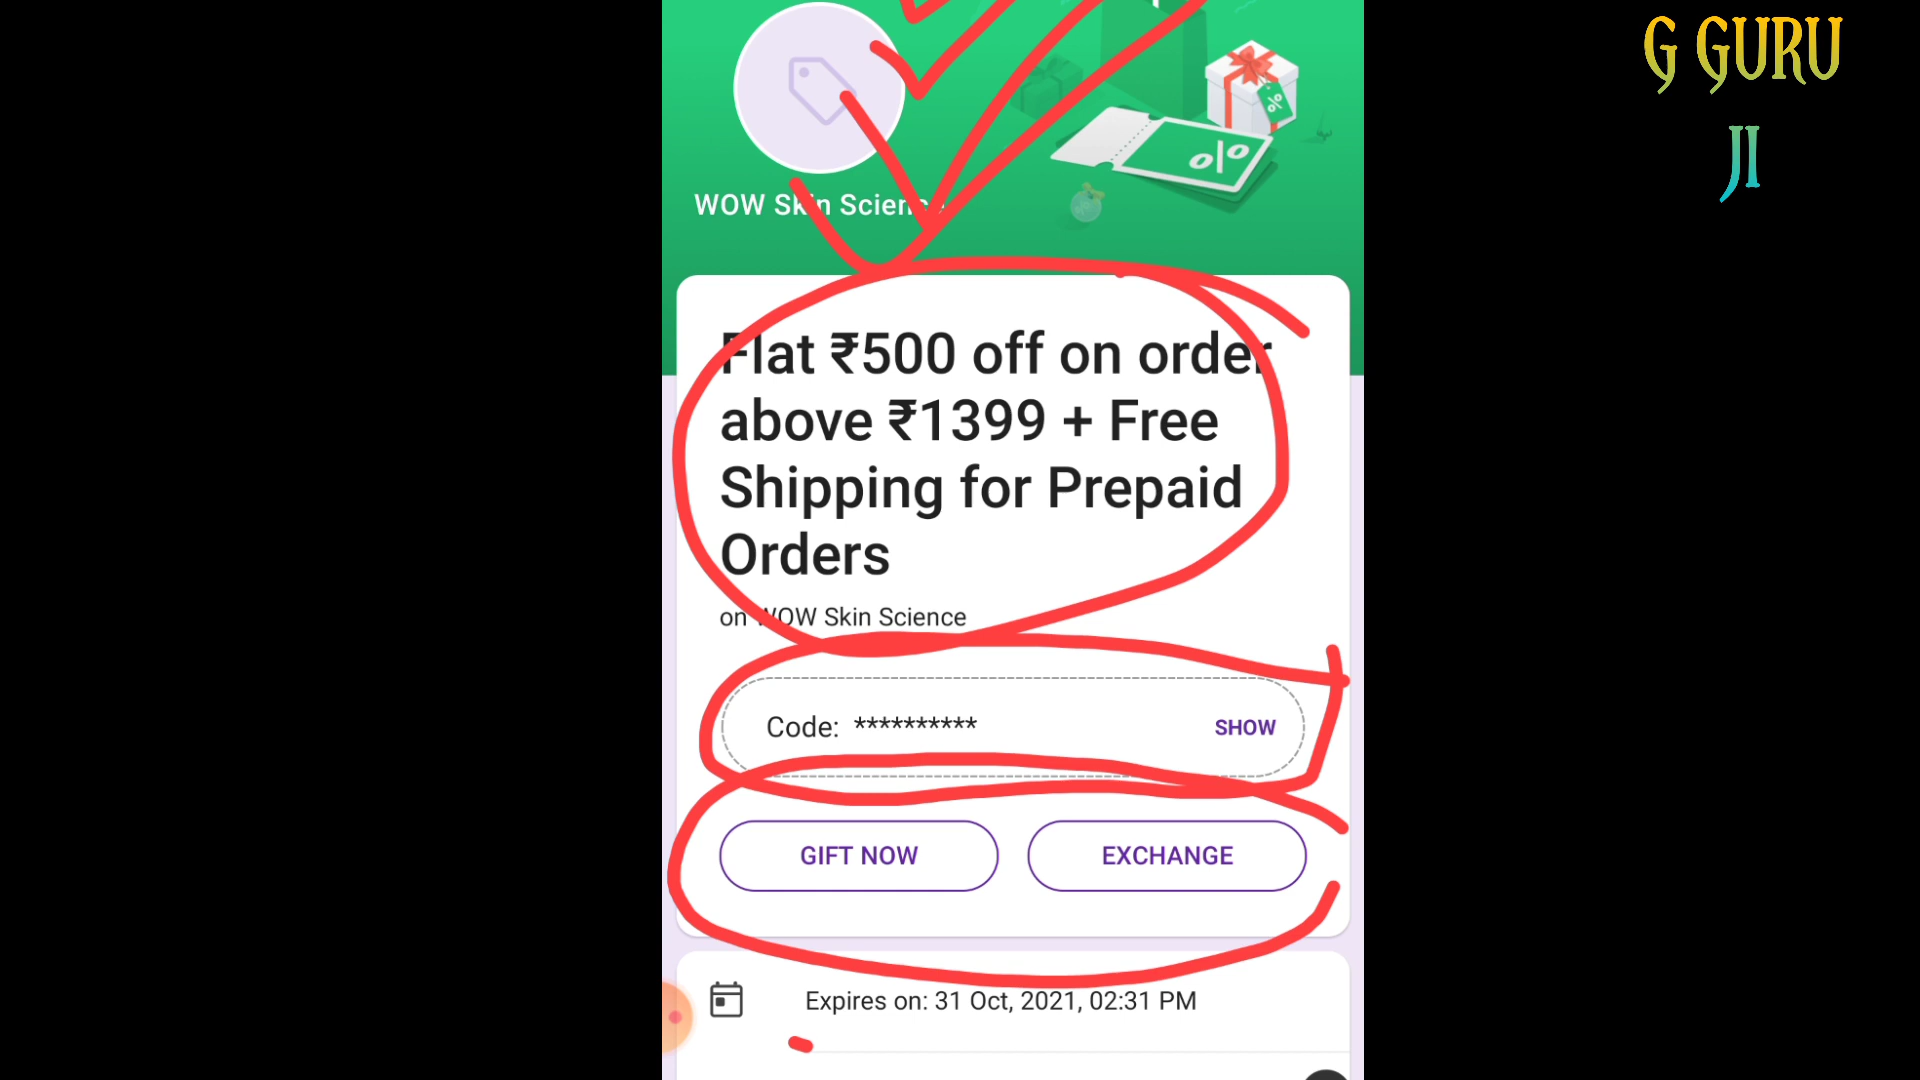 G GURU
JI
%
%
WOW Skin Science
Flat ₹500 off on order
above ₹1399 + Free
Shipping for Prepaid
Orders
on WOW Skin Science
Code: ********** SHOW
GIFT NOW EXCHANGE
Expires on: 31 Oct, 2021, 02:31 PM